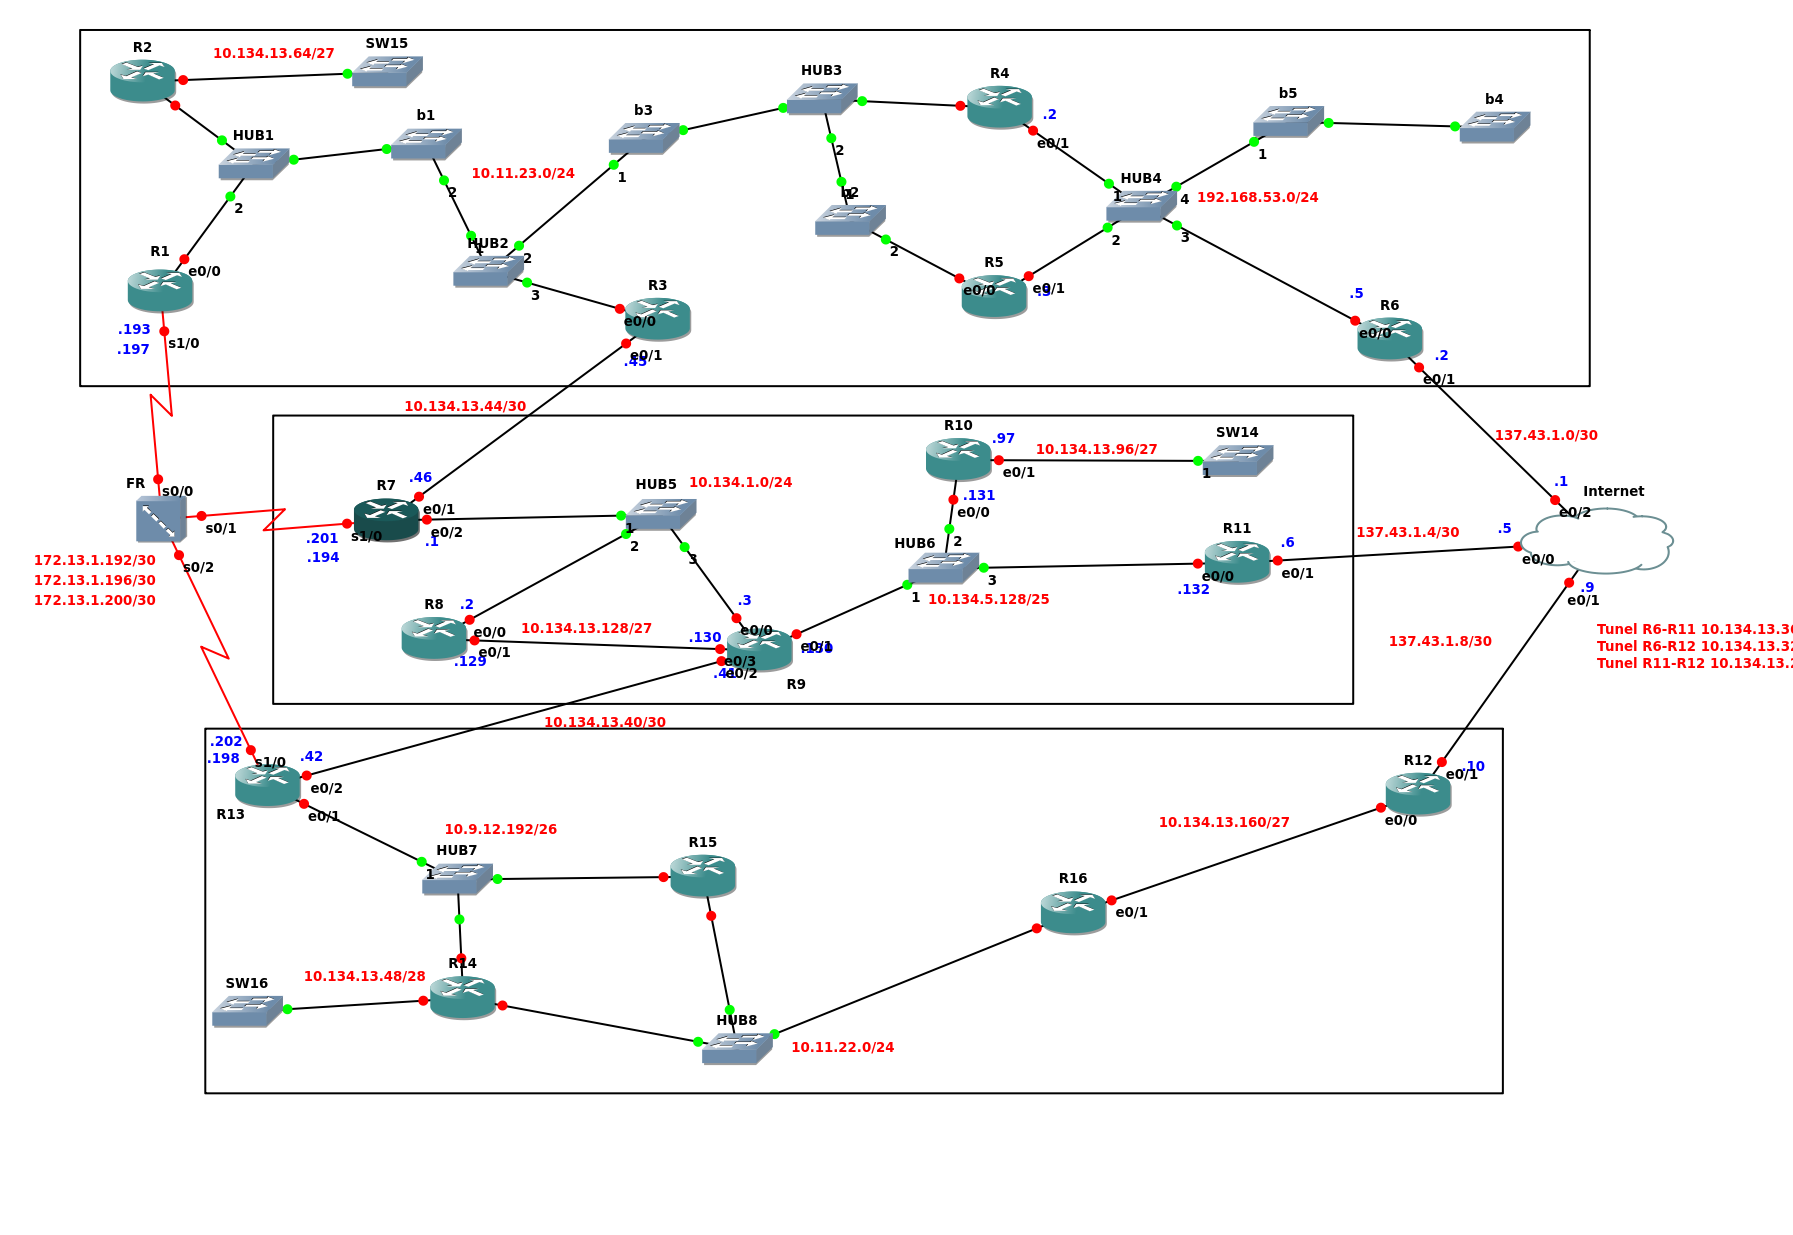 R2
10.134.13.64/27
SW15
HUB1
b1
2
10.11.23.0/24
2
R1
e0/0
.193
.197
s1/0
HUB2
1
2
3
b3
1
HUB3
2
b2
1
2
R3
e0/0
e0/1
.45
R4
.2
e0/1
R5
e0/0
e0/1
.3
HUB4
1
2
3
4
192.168.53.0/24
b5
1
b4
.5
R6
e0/0
.2
e0/1
10.134.13.44/30
137.43.1.0/30
FR
s0/0
s0/1
s0/2
172.13.1.192/30
172.13.1.196/30
172.13.1.200/30
R7
.46
e0/1
e0/2
.1
s1/0
.201
.194
HUB5
10.134.1.0/24
1
2
3
R8
.2
e0/0
e0/1
.129
10.134.13.128/27
.3
e0/0
.130
e0/3
e0/2
.41
e0/1
R9
R10
.97
e0/1
10.134.13.96/27
SW14
1
.131
e0/0
HUB6
2
3
1
10.134.5.128/25
R11
.6
e0/0
e0/1
.132
137.43.1.4/30
Internet
.1
e0/2
.5
e0/0
.9
e0/1
137.43.1.8/30
Tunel R6-R11 10.134.13.36
Tunel R6-R12 10.134.13.32
Tunel R11-R12 10.134.13.2
10.134.13.40/30
.202
.198
s1/0
.42
e0/2
e0/1
R13
10.9.12.192/26
HUB7
1
R15
R14
SW16
10.134.13.48/28
HUB8
10.11.22.0/24
R16
e0/1
10.134.13.160/27
R12
e0/1
.10
e0/0